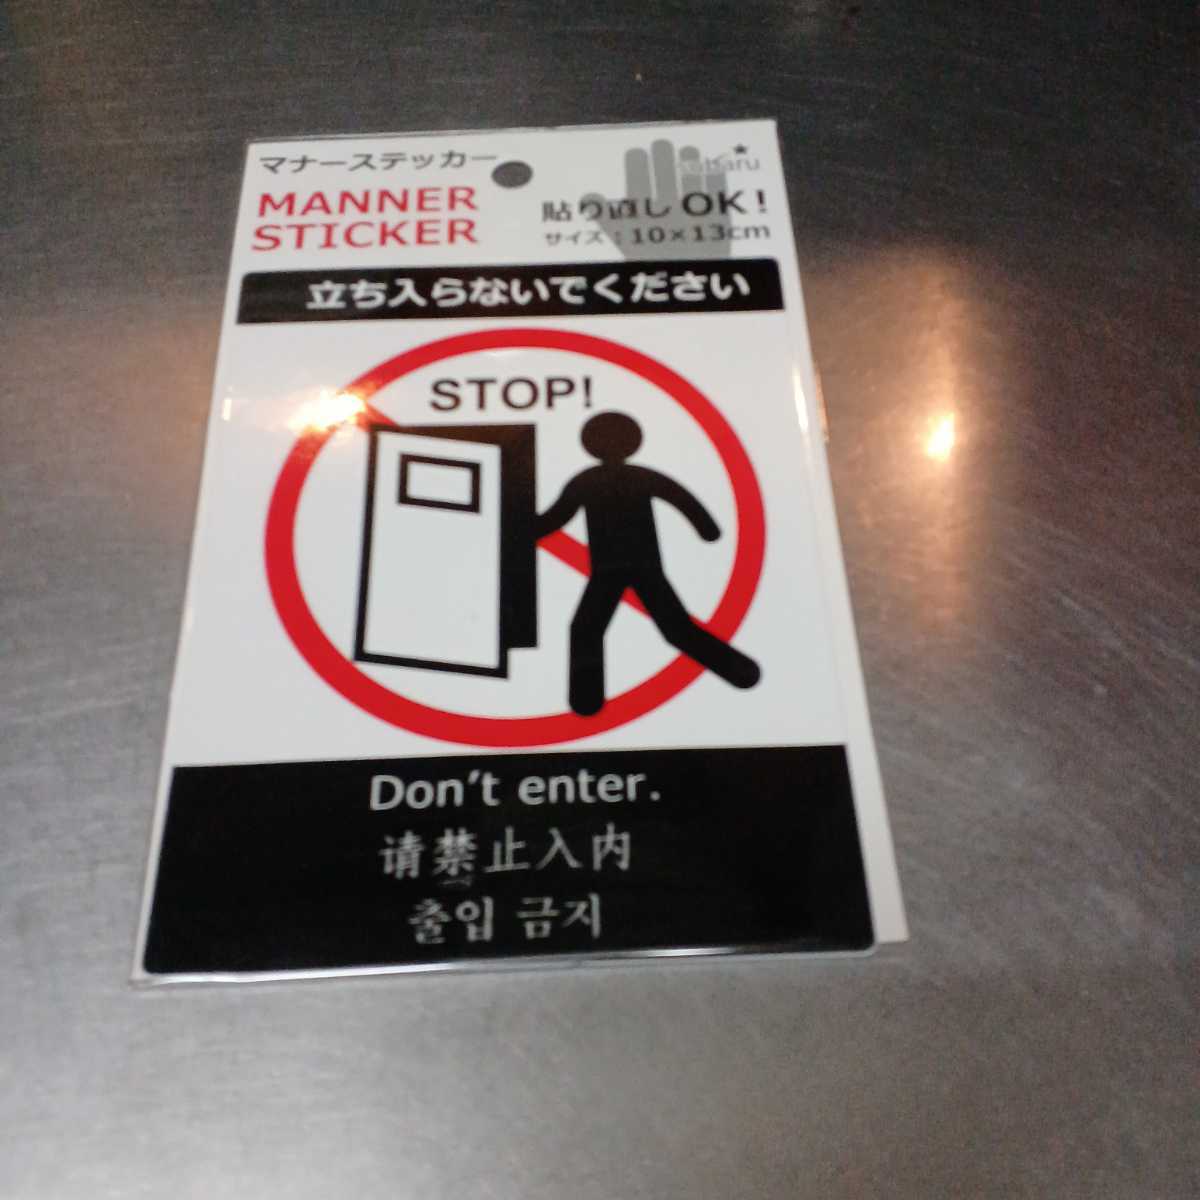 マナーステッカー
MANNER
STICKER
貼り直し OK!
サイズ：10×13cm
立ち入らないでください
STOP!
Don't enter.
请禁止入内
출입 금지